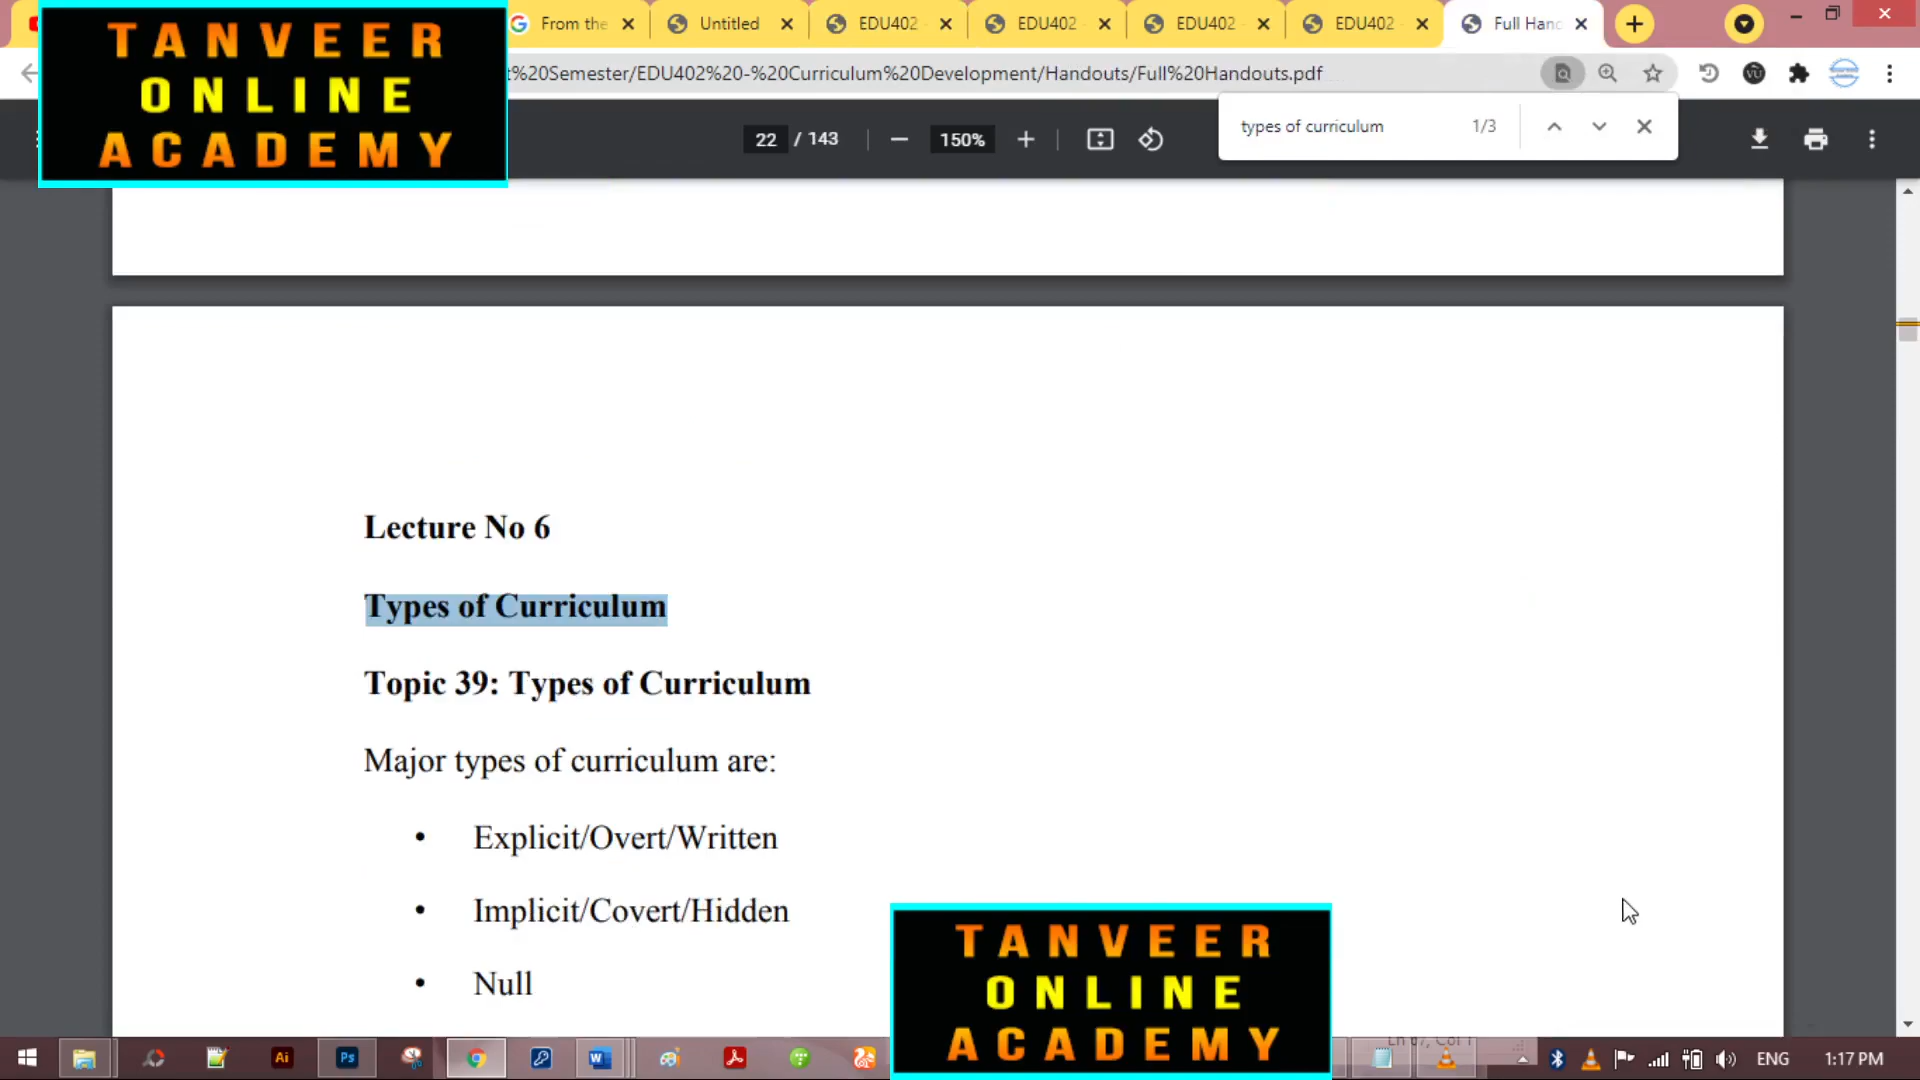 TANVEER
ONLINE
ACADEMY
From the
Untitled
EDU402
EDU402
EDU402
EDU402
Full Hand
t%20Semester/EDU402%20-%20Curriculum%20Development/Handouts/Full%20Handouts.pdf
types of curriculum 1/3
22 / 143
150%
Lecture No 6
Types of Curriculum
Topic 39: Types of Curriculum
Major types of curriculum are:
• Explicit/Overt/Written
• Implicit/Covert/Hidden
• Null
TANVEER
ONLINE
ACADEMY
Ai
Ps
ENG
1:17 PM